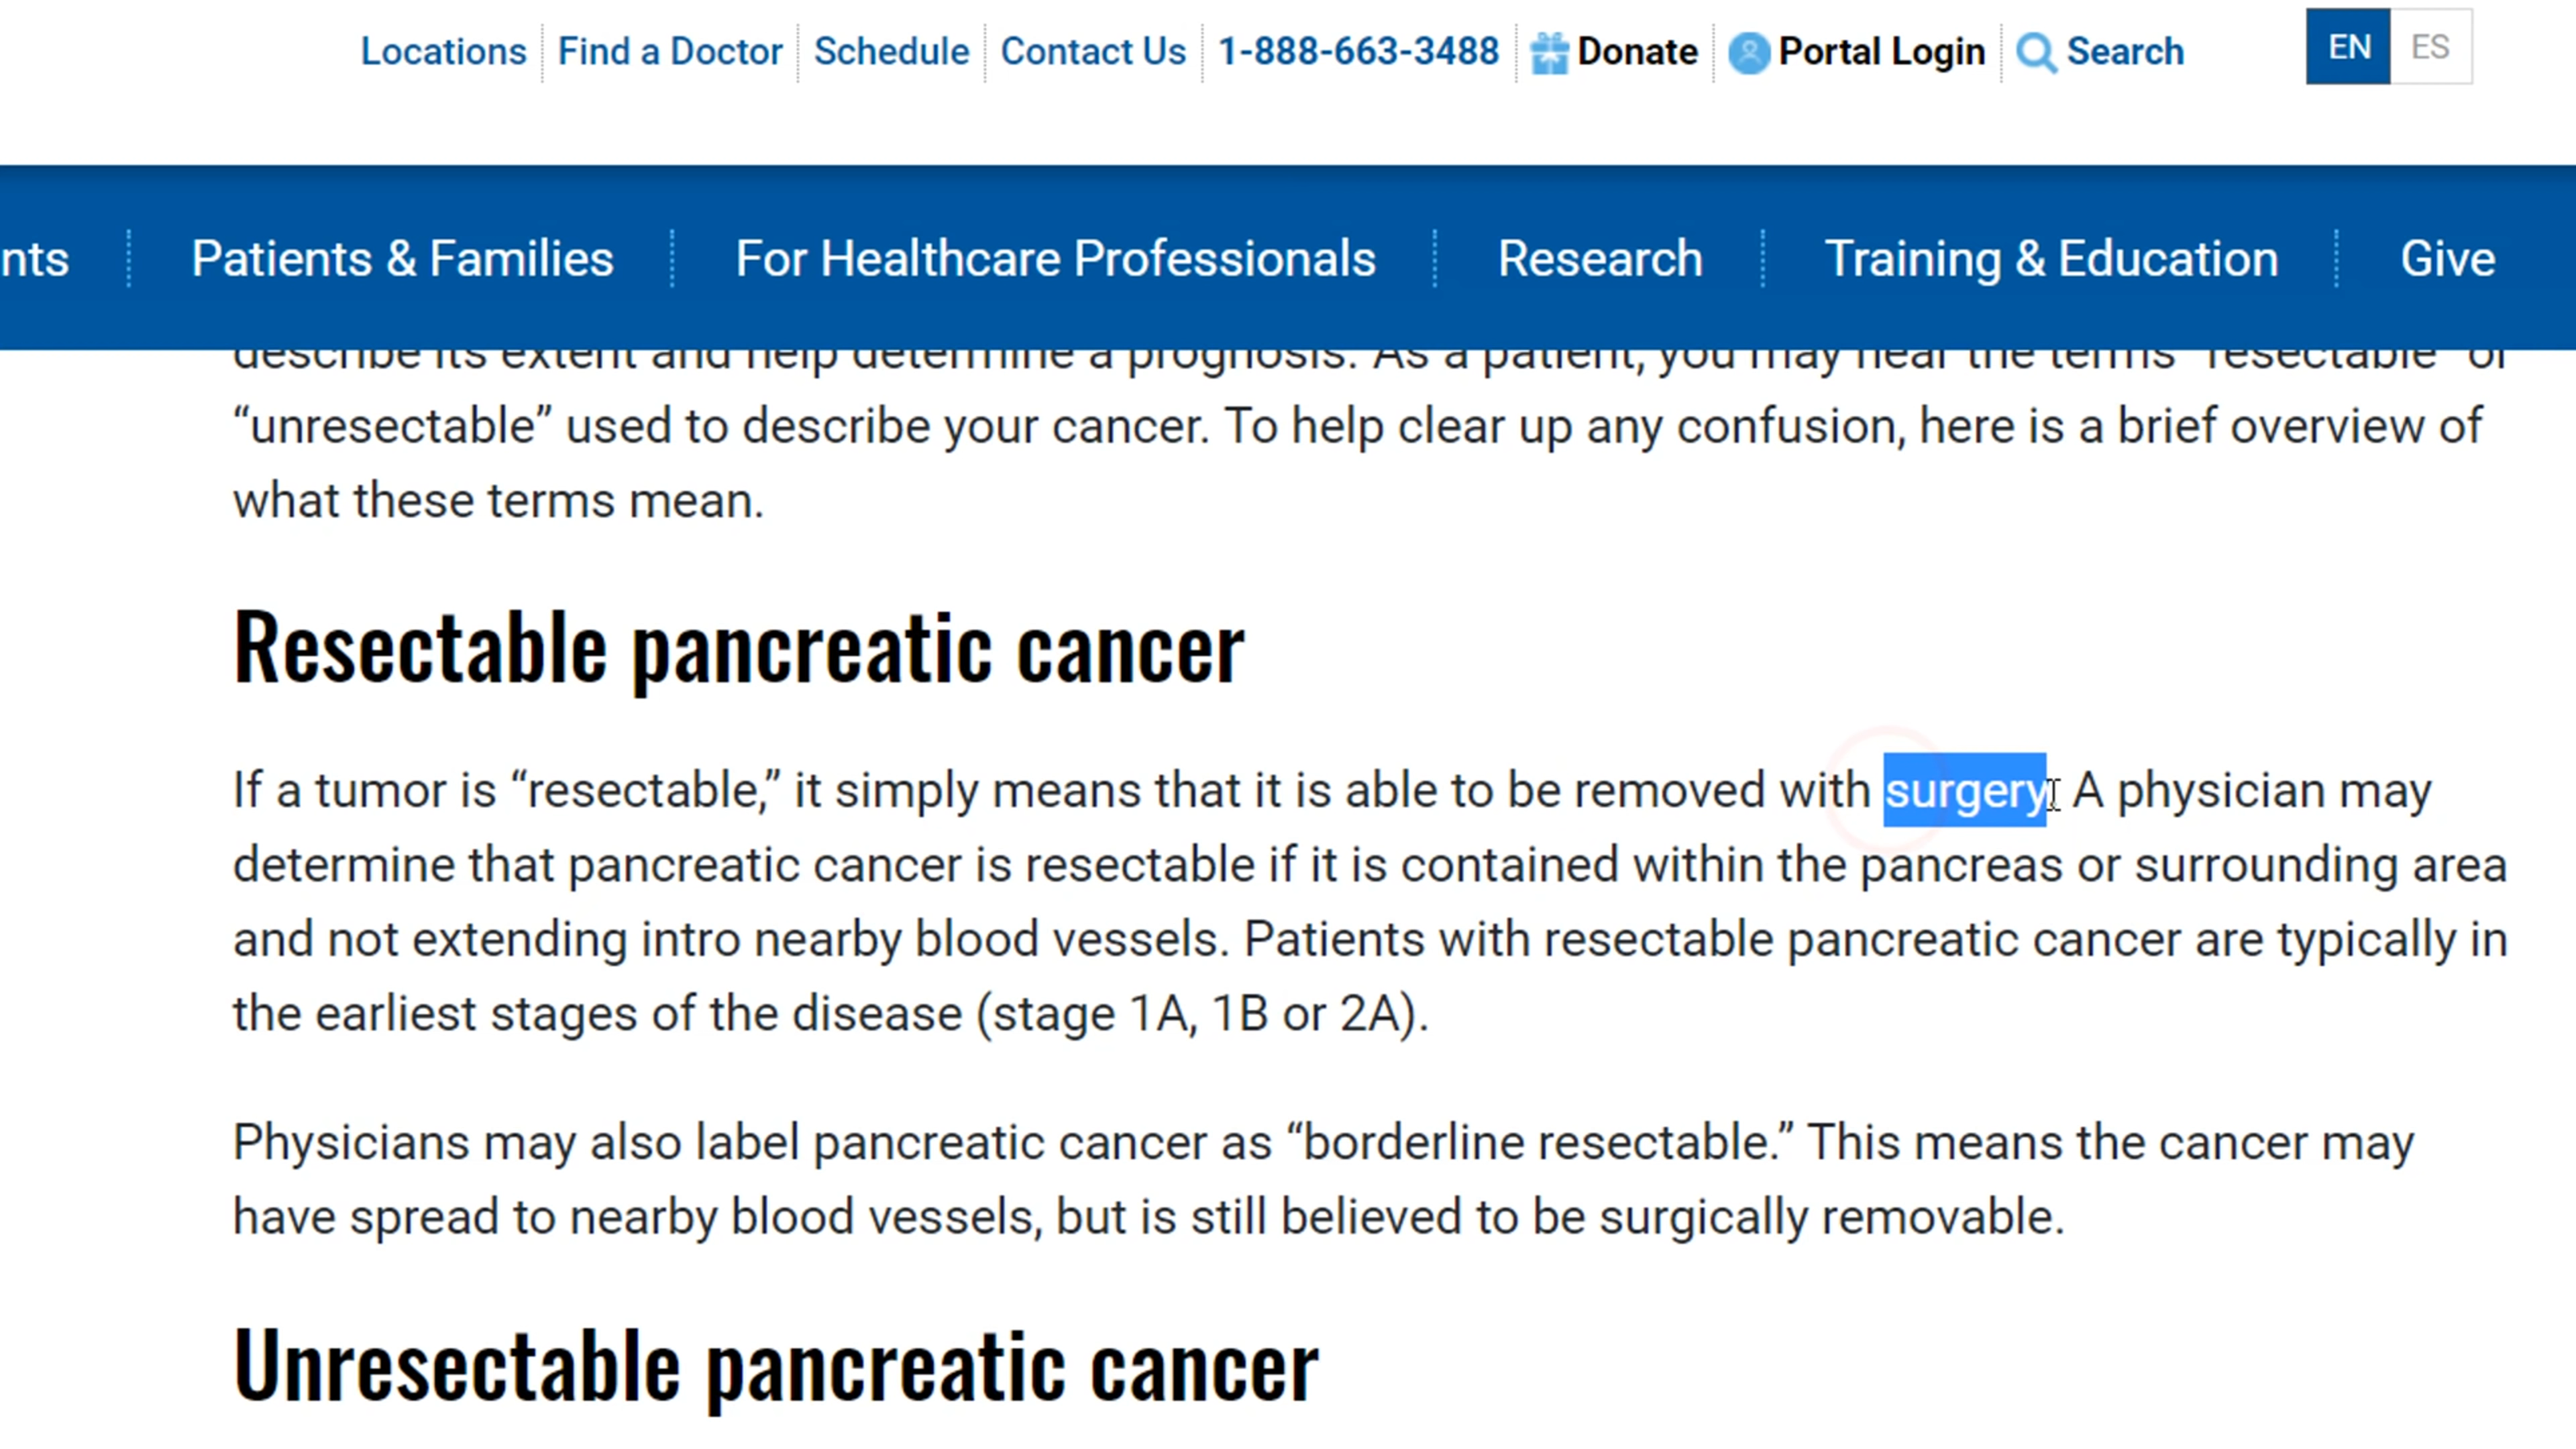 Locations Find a Doctor Schedule Contact Us 1-888-663-3488 Donate Portal Login Search EN ES
nts Patients & Families For Healthcare Professionals Research Training & Education Give
describe its extent and help determine a prognosis. As a patient, you may hear the terms "resectable" or
“unresectable” used to describe your cancer. To help clear up any confusion, here is a brief overview of
what these terms mean.
Resectable pancreatic cancer
If a tumor is “resectable,” it simply means that it is able to be removed with surgery. A physician may
determine that pancreatic cancer is resectable if it is contained within the pancreas or surrounding area
and not extending intro nearby blood vessels. Patients with resectable pancreatic cancer are typically in
the earliest stages of the disease (stage 1A, 1B or 2A).
Physicians may also label pancreatic cancer as “borderline resectable.” This means the cancer may
have spread to nearby blood vessels, but is still believed to be surgically removable.
Unresectable pancreatic cancer